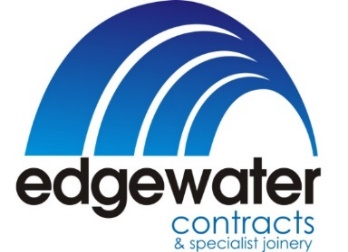 edgewater
contracts
& specialist joinery